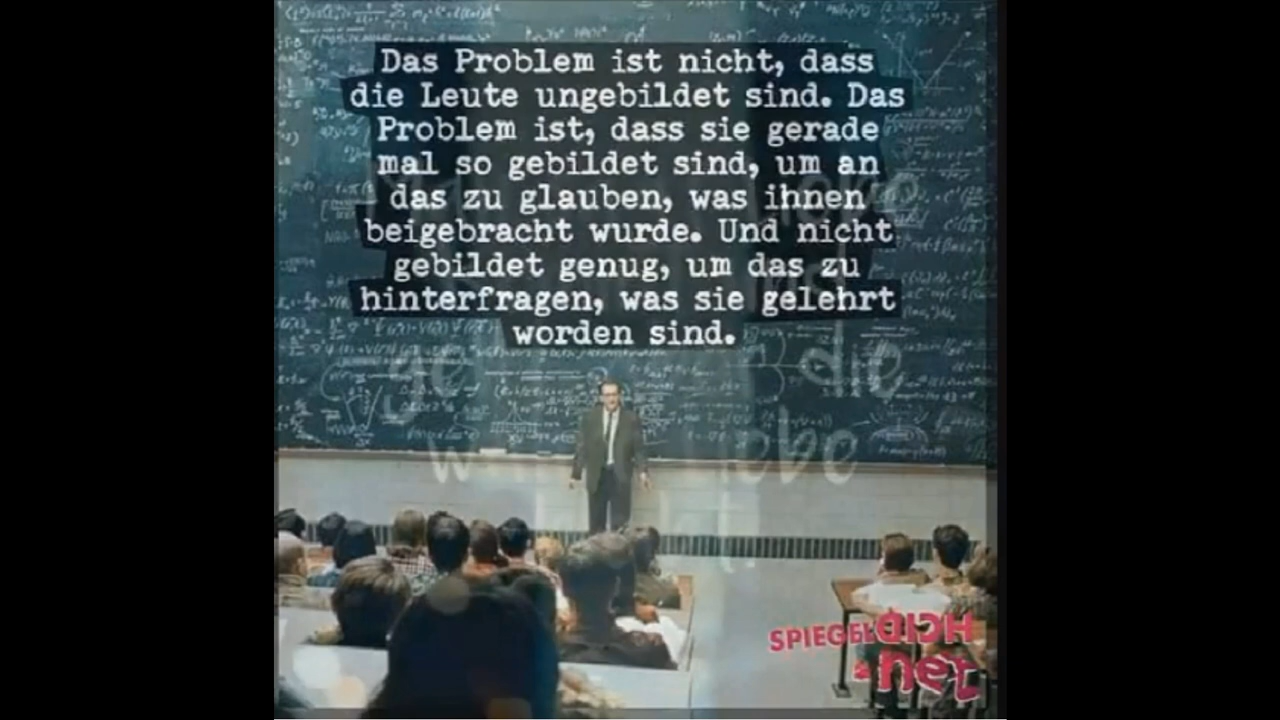 Das Problem ist nicht, dass
die Leute ungebildet sind. Das
Problem ist, dass sie gerade
mal so gebildet sind, um an
das zu glauben, was ihnen
beigebracht wurde. Und nicht
gebildet genug, um das zu
hinterfragen, was sie gelehrt
worden sind.
die
SPIEGELDICH
.net